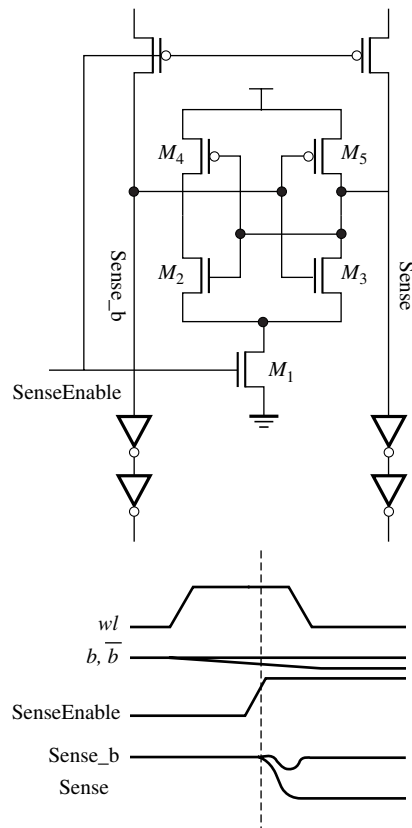 M4
M5
Sense_b
M2
M3
Sense
M1
SenseEnable
wl
b, b̅
SenseEnable
Sense_b
Sense